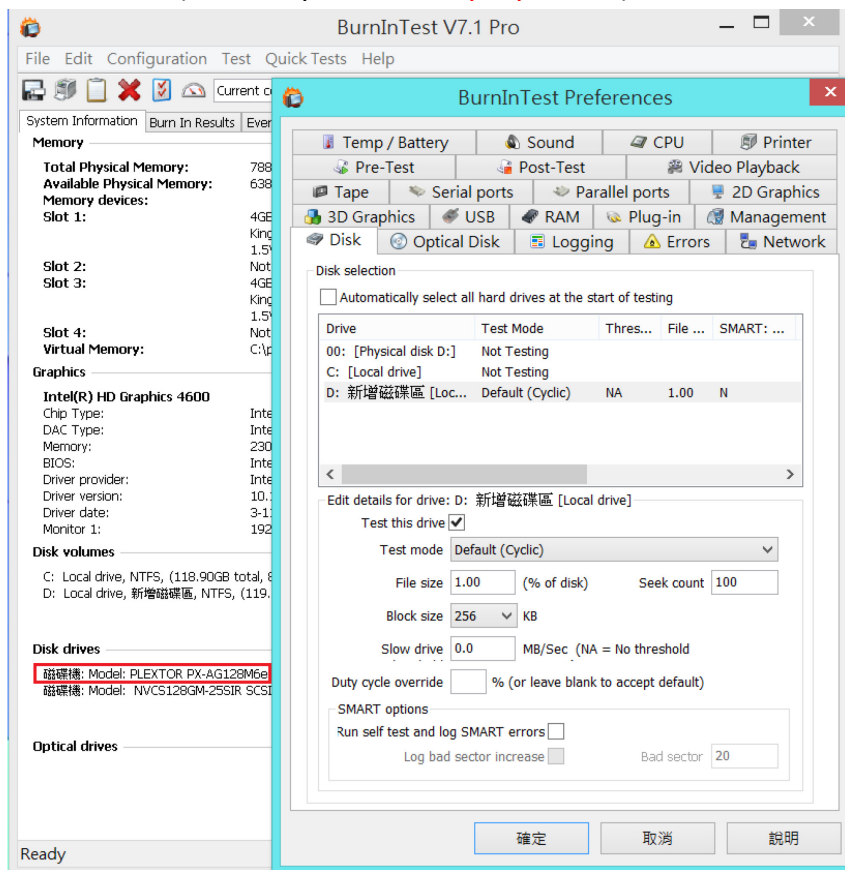 BurnInTest V7.1 Pro
File Edit Configuration Test Quick Tests Help
System Information Burn In Results
Memory
Total Physical Memory: 788
Available Physical Memory: 638
Memory devices:
Slot 1: 4GE
King
Slot 2: Not
Slot 3: 4GE
King
Slot 4: Not
Virtual Memory: C:\p
Graphics
Intel(R) HD Graphics 4600
Chip Type: Inte
DAC Type: Inte
Memory: 230
BIOS: Inte
Driver provider: Inte
Driver version: 10.
Driver date: 3-1
Monitor 1: 192
Disk volumes
C: Local drive, NTFS, (118.90GB total, 8
D: Local drive, 新增磁碟區, NTFS, (119.
Disk drives
磁碟機: Model: PLEXTOR PX-AG128M6e
磁碟機: Model: NVCS128GM-25SIR SCSI
Optical drives
Ready
BurnInTest Preferences
Temp / Battery Sound CPU Printer
Pre-Test Post-Test Video Playback
Tape Serial ports Parallel ports 2D Graphics
3D Graphics USB RAM Plug-in Management
Disk Optical Disk Logging Errors Network
Disk selection
Automatically select all hard drives at the start of testing
Drive Test Mode Thres... File ... SMART: ...
00: [Physical disk D:] Not Testing
C: [Local drive] Not Testing
D: 新增磁碟區 [Loc... Default (Cyclic) NA 1.00 N
Edit details for drive: D: 新增磁碟區 [Local drive]
Test this drive
Test mode Default (Cyclic)
File size 1.00 (% of disk) Seek count 100
Block size 256 KB
Slow drive 0.0 MB/Sec (NA = No threshold
Duty cycle override % (or leave blank to accept default)
SMART options
Run self test and log SMART errors
Log bad sector increase Bad sector 20
確定 取消 說明